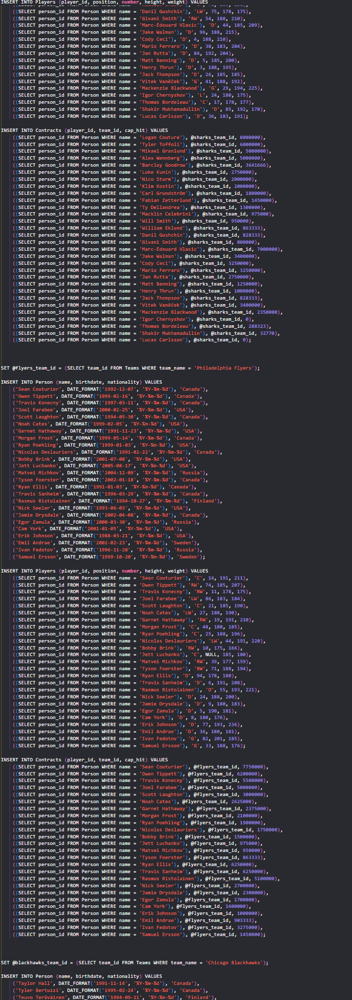 INSERT INTO Players (player_id, position, number, height, weight) VALUES
((SELECT person_id FROM Person WHERE name = 'Danil Gushchin'), 'LW', 75, 178, 175),
((SELECT person_id FROM Person WHERE name = 'Givani Smith'), 'RW', 54, 188, 210),
((SELECT person_id FROM Person WHERE name = 'Marc-Édouard Vlasic'), 'D', 44, 185, 209),
((SELECT person_id FROM Person WHERE name = 'Jake Walman'), 'D', 96, 188, 215),
((SELECT person_id FROM Person WHERE name = 'Cody Ceci'), 'D', 4, 188, 210),
((SELECT person_id FROM Person WHERE name = 'Mario Ferraro'), 'D', 38, 183, 204),
((SELECT person_id FROM Person WHERE name = 'Jan Rutta'), 'D', 84, 192, 204),
((SELECT person_id FROM Person WHERE name = 'Matt Benning'), 'D', 5, 185, 200),
((SELECT person_id FROM Person WHERE name = 'Henry Thrun'), 'D', 3, 188, 195),
((SELECT person_id FROM Person WHERE name = 'Jack Thompson'), 'D', 26, 185, 185),
((SELECT person_id FROM Person WHERE name = 'Vitek Vaněček'), 'G', 41, 188, 192),
((SELECT person_id FROM Person WHERE name = 'Mackenzie Blackwood'), 'G', 29, 194, 225),
((SELECT person_id FROM Person WHERE name = 'Igor Chernyshov'), 'L', 24, 180, 175),
((SELECT person_id FROM Person WHERE name = 'Thomas Bordeleau'), 'C', 17, 178, 177),
((SELECT person_id FROM Person WHERE name = 'Shakir Mukhamadullin'), 'D', 85, 192, 170),
((SELECT person_id FROM Person WHERE name = 'Lucas Carlsson'), 'D', 36, 183, 191);
INSERT INTO Contracts (player_id, team_id, cap_hit) VALUES
((SELECT person_id FROM Person WHERE name = 'Logan Couture'), @sharks_team_id, 8000000),
((SELECT person_id FROM Person WHERE name = 'Tyler Toffoli'), @sharks_team_id, 6000000),
((SELECT person_id FROM Person WHERE name = 'Mikael Granlund'), @sharks_team_id, 5000000),
((SELECT person_id FROM Person WHERE name = 'Alex Wennberg'), @sharks_team_id, 5000000),
((SELECT person_id FROM Person WHERE name = 'Barclay Goodrow'), @sharks_team_id, 3641666),
((SELECT person_id FROM Person WHERE name = 'Luke Kunin'), @sharks_team_id, 2750000),
((SELECT person_id FROM Person WHERE name = 'Nico Sturm'), @sharks_team_id, 2000000),
((SELECT person_id FROM Person WHERE name = 'Klim Kostin'), @sharks_team_id, 2000000),
((SELECT person_id FROM Person WHERE name = 'Carl Grundström'), @sharks_team_id, 1800000),
((SELECT person_id FROM Person WHERE name = 'Fabian Zetterlund'), @sharks_team_id, 1450000),
((SELECT person_id FROM Person WHERE name = 'Ty Dellandrea'), @sharks_team_id, 1300000),
((SELECT person_id FROM Person WHERE name = 'Macklin Celebrini'), @sharks_team_id, 975000),
((SELECT person_id FROM Person WHERE name = 'Will Smith'), @sharks_team_id, 950000),
((SELECT person_id FROM Person WHERE name = 'William Eklund'), @sharks_team_id, 863333),
((SELECT person_id FROM Person WHERE name = 'Danil Gushchin'), @sharks_team_id, 828333),
((SELECT person_id FROM Person WHERE name = 'Givani Smith'), @sharks_team_id, 800000),
((SELECT person_id FROM Person WHERE name = 'Marc-Édouard Vlasic'), @sharks_team_id, 7000000),
((SELECT person_id FROM Person WHERE name = 'Jake Walman'), @sharks_team_id, 3400000),
((SELECT person_id FROM Person WHERE name = 'Cody Ceci'), @sharks_team_id, 3250000),
((SELECT person_id FROM Person WHERE name = 'Mario Ferraro'), @sharks_team_id, 3250000),
((SELECT person_id FROM Person WHERE name = 'Jan Rutta'), @sharks_team_id, 2750000),
((SELECT person_id FROM Person WHERE name = 'Matt Benning'), @sharks_team_id, 1250000),
((SELECT person_id FROM Person WHERE name = 'Henry Thrun'), @sharks_team_id, 1000000),
((SELECT person_id FROM Person WHERE name = 'Jack Thompson'), @sharks_team_id, 828333),
((SELECT person_id FROM Person WHERE name = 'Vitek Vaněček'), @sharks_team_id, 3400000),
((SELECT person_id FROM Person WHERE name = 'Mackenzie Blackwood'), @sharks_team_id, 2350000),
((SELECT person_id FROM Person WHERE name = 'Igor Chernyshov'), @sharks_team_id, 0),
((SELECT person_id FROM Person WHERE name = 'Thomas Bordeleau'), @sharks_team_id, 288323),
((SELECT person_id FROM Person WHERE name = 'Shakir Mukhamadullin'), @sharks_team_id, 32770),
((SELECT person_id FROM Person WHERE name = 'Lucas Carlsson'), @sharks_team_id, 0);
SET @flyers_team_id = (SELECT team_id FROM Teams WHERE team_name = 'Philadelphia Flyers');
INSERT INTO Person (name, birthdate, nationality) VALUES
('Sean Couturier', DATE_FORMAT('1992-12-07', '%Y-%m-%d'), 'Canada'),
('Owen Tippett', DATE_FORMAT('1999-02-16', '%Y-%m-%d'), 'Canada'),
('Travis Konecny', DATE_FORMAT('1997-03-11', '%Y-%m-%d'), 'Canada'),
('Joel Farabee', DATE_FORMAT('2000-02-25', '%Y-%m-%d'), 'USA'),
('Scott Laughton', DATE_FORMAT('1994-05-30', '%Y-%m-%d'), 'Canada'),
('Noah Cates', DATE_FORMAT('1999-02-05', '%Y-%m-%d'), 'USA'),
('Garnet Hathaway', DATE_FORMAT('1991-11-23', '%Y-%m-%d'), 'USA'),
('Morgan Frost', DATE_FORMAT('1999-05-14', '%Y-%m-%d'), 'Canada'),
('Ryan Poehling', DATE_FORMAT('1999-01-03', '%Y-%m-%d'), 'USA'),
('Nicolas Deslauriers', DATE_FORMAT('1991-02-22', '%Y-%m-%d'), 'Canada'),
('Bobby Brink', DATE_FORMAT('2001-07-08', '%Y-%m-%d'), 'USA'),
('Jett Luchanko', DATE_FORMAT('2005-08-17', '%Y-%m-%d'), 'USA'),
('Matvei Michkov', DATE_FORMAT('2004-12-09', '%Y-%m-%d'), 'Russia'),
('Tyson Foerster', DATE_FORMAT('2002-01-18', '%Y-%m-%d'), 'Canada'),
('Ryan Ellis', DATE_FORMAT('1991-01-03', '%Y-%m-%d'), 'Canada'),
('Travis Sanheim', DATE_FORMAT('1996-03-29', '%Y-%m-%d'), 'Canada'),
('Rasmus Ristolainen', DATE_FORMAT('1994-10-27', '%Y-%m-%d'), 'Finland'),
('Nick Seeler', DATE_FORMAT('1993-06-03', '%Y-%m-%d'), 'USA'),
('Jamie Drysdale', DATE_FORMAT('2002-04-08', '%Y-%m-%d'), 'Canada'),
('Egor Zamula', DATE_FORMAT('2000-03-30', '%Y-%m-%d'), 'Russia'),
('Cam York', DATE_FORMAT('2001-01-05', '%Y-%m-%d'), 'USA'),
('Erik Johnson', DATE_FORMAT('1988-03-21', '%Y-%m-%d'), 'USA'),
('Emil Andrae', DATE_FORMAT('2002-02-23', '%Y-%m-%d'), 'Sweden'),
('Ivan Fedotov', DATE_FORMAT('1996-11-28', '%Y-%m-%d'), 'Russia'),
('Samuel Ersson', DATE_FORMAT('1999-10-20', '%Y-%m-%d'), 'Sweden');
INSERT INTO Players (player_id, position, number, height, weight) VALUES
((SELECT person_id FROM Person WHERE name = 'Sean Couturier'), 'C', 14, 191, 211),
((SELECT person_id FROM Person WHERE name = 'Owen Tippett'), 'RW', 74, 185, 207),
((SELECT person_id FROM Person WHERE name = 'Travis Konecny'), 'RW', 11, 178, 175),
((SELECT person_id FROM Person WHERE name = 'Joel Farabee'), 'LW', 86, 183, 184),
((SELECT person_id FROM Person WHERE name = 'Scott Laughton'), 'C', 21, 185, 190),
((SELECT person_id FROM Person WHERE name = 'Noah Cates'), 'LW', 27, 188, 190),
((SELECT person_id FROM Person WHERE name = 'Garnet Hathaway'), 'RW', 19, 191, 210),
((SELECT person_id FROM Person WHERE name = 'Morgan Frost'), 'C', 48, 180, 185),
((SELECT person_id FROM Person WHERE name = 'Ryan Poehling'), 'C', 25, 188, 196),
((SELECT person_id FROM Person WHERE name = 'Nicolas Deslauriers'), 'LW', 44, 191, 220),
((SELECT person_id FROM Person WHERE name = 'Bobby Brink'), 'RW', 10, 175, 166),
((SELECT person_id FROM Person WHERE name = 'Jett Luchanko'), 'C', NULL, 185, 180),
((SELECT person_id FROM Person WHERE name = 'Matvei Michkov'), 'RW', 39, 177, 159),
((SELECT person_id FROM Person WHERE name = 'Tyson Foerster'), 'RW', 71, 188, 194),
((SELECT person_id FROM Person WHERE name = 'Ryan Ellis'), 'D', 94, 178, 180),
((SELECT person_id FROM Person WHERE name = 'Travis Sanheim'), 'D', 6, 191, 208),
((SELECT person_id FROM Person WHERE name = 'Rasmus Ristolainen'), 'D', 55, 193, 221),
((SELECT person_id FROM Person WHERE name = 'Nick Seeler'), 'D', 24, 188, 200),
((SELECT person_id FROM Person WHERE name = 'Jamie Drysdale'), 'D', 9, 180, 183),
((SELECT person_id FROM Person WHERE name = 'Egor Zamula'), 'D', 5, 190, 181),
((SELECT person_id FROM Person WHERE name = 'Cam York'), 'D', 8, 180, 176),
((SELECT person_id FROM Person WHERE name = 'Erik Johnson'), 'D', 77, 193, 236),
((SELECT person_id FROM Person WHERE name = 'Emil Andrae'), 'D', 36, 180, 181),
((SELECT person_id FROM Person WHERE name = 'Ivan Fedotov'), 'G', 82, 201, 185),
((SELECT person_id FROM Person WHERE name = 'Samuel Ersson'), 'G', 33, 188, 176);
INSERT INTO Contracts (player_id, team_id, cap_hit) VALUES
((SELECT person_id FROM Person WHERE name = 'Sean Couturier'), @flyers_team_id, 7750000),
((SELECT person_id FROM Person WHERE name = 'Owen Tippett'), @flyers_team_id, 6200000),
((SELECT person_id FROM Person WHERE name = 'Travis Konecny'), @flyers_team_id, 5500000),
((SELECT person_id FROM Person WHERE name = 'Joel Farabee'), @flyers_team_id, 5000000),
((SELECT person_id FROM Person WHERE name = 'Scott Laughton'), @flyers_team_id, 3000000),
((SELECT person_id FROM Person WHERE name = 'Noah Cates'), @flyers_team_id, 2625000),
((SELECT person_id FROM Person WHERE name = 'Garnet Hathaway'), @flyers_team_id, 2375000),
((SELECT person_id FROM Person WHERE name = 'Morgan Frost'), @flyers_team_id, 2100000),
((SELECT person_id FROM Person WHERE name = 'Ryan Poehling'), @flyers_team_id, 1900000),
((SELECT person_id FROM Person WHERE name = 'Nicolas Deslauriers'), @flyers_team_id, 1750000),
((SELECT person_id FROM Person WHERE name = 'Bobby Brink'), @flyers_team_id, 1500000),
((SELECT person_id FROM Person WHERE name = 'Jett Luchanko'), @flyers_team_id, 975000),
((SELECT person_id FROM Person WHERE name = 'Matvei Michkov'), @flyers_team_id, 950000),
((SELECT person_id FROM Person WHERE name = 'Tyson Foerster'), @flyers_team_id, 863333),
((SELECT person_id FROM Person WHERE name = 'Ryan Ellis'), @flyers_team_id, 6250000),
((SELECT person_id FROM Person WHERE name = 'Travis Sanheim'), @flyers_team_id, 6250000),
((SELECT person_id FROM Person WHERE name = 'Rasmus Ristolainen'), @flyers_team_id, 5100000),
((SELECT person_id FROM Person WHERE name = 'Nick Seeler'), @flyers_team_id, 2700000),
((SELECT person_id FROM Person WHERE name = 'Jamie Drysdale'), @flyers_team_id, 2300000),
((SELECT person_id FROM Person WHERE name = 'Egor Zamula'), @flyers_team_id, 1700000),
((SELECT person_id FROM Person WHERE name = 'Cam York'), @flyers_team_id, 1600000),
((SELECT person_id FROM Person WHERE name = 'Erik Johnson'), @flyers_team_id, 1000000),
((SELECT person_id FROM Person WHERE name = 'Emil Andrae'), @flyers_team_id, 903333),
((SELECT person_id FROM Person WHERE name = 'Ivan Fedotov'), @flyers_team_id, 3275000),
((SELECT person_id FROM Person WHERE name = 'Samuel Ersson'), @flyers_team_id, 1450000);
SET @blackhawks_team_id = (SELECT team_id FROM Teams WHERE team_name = 'Chicago Blackhawks');
INSERT INTO Person (name, birthdate, nationality) VALUES
('Taylor Hall', DATE_FORMAT('1991-11-14', '%Y-%m-%d'), 'Canada'),
('Tyler Bertuzzi', DATE_FORMAT('1995-02-24', '%Y-%m-%d'), 'Canada'),
('Teuvo Teräväinen', DATE_FORMAT('1994-09-11', '%Y-%m-%d'), 'Finland'),